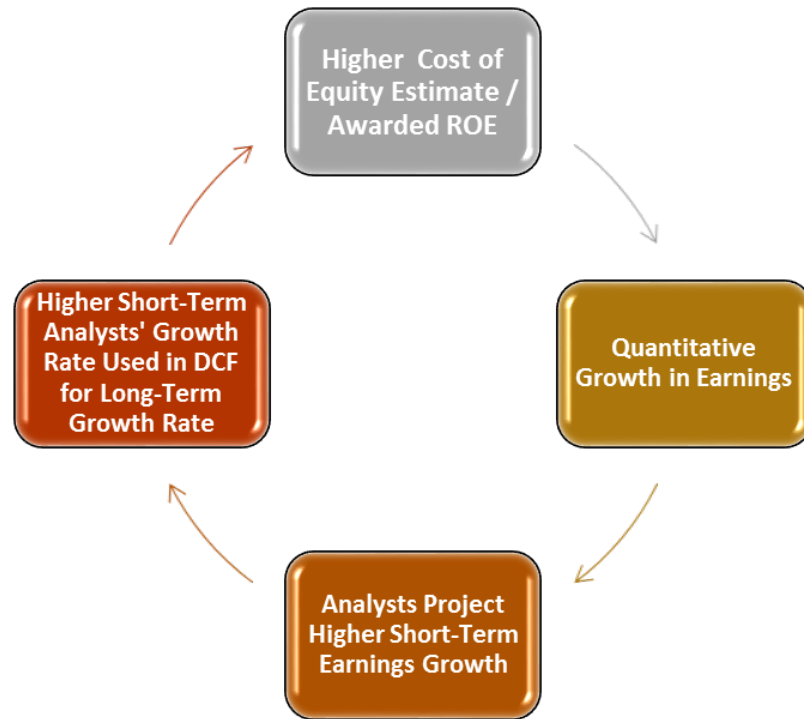 Higher Cost of
Equity Estimate /
Awarded ROE
Higher Short-Term
Analysts' Growth
Rate Used in DCF
for Long-Term
Growth Rate
Quantitative
Growth in Earnings
Analysts Project
Higher Short-Term
Earnings Growth